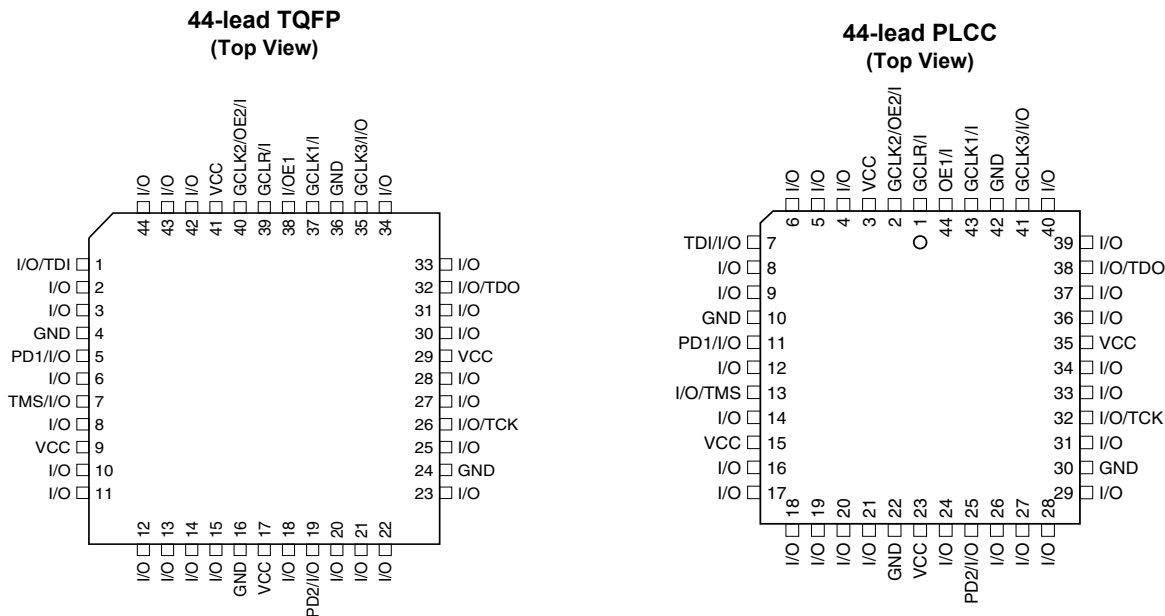 44-lead TQFP
(Top View)
I/O
I/O
I/O
VCC
GCLK2/OE2/I
GCLR/I
I/OE1
GCLK1/I
GND
GCLK3/I/O
I/O
44
43
42
41
40
39
38
37
36
35
34
I/O/TDI 1
I/O 2
I/O 3
GND 4
PD1/I/O 5
I/O 6
TMS/I/O 7
I/O 8
VCC 9
I/O 10
I/O 11
33 I/O
32 I/O/TDO
31 I/O
30 I/O
29 VCC
28 I/O
27 I/O
26 I/O/TCK
25 I/O
24 GND
23 I/O
12
13
14
15
16
17
18
19
20
21
22
I/O
I/O
I/O
I/O
GND
VCC
I/O
PD2/I/O
I/O
I/O
I/O
44-lead PLCC
(Top View)
I/O
I/O
I/O
VCC
GCLK2/OE2/I
GCLR/I
OE1/I
GCLK1/I
GND
GCLK3/I/O
I/O
6
5
4
3
2
1
44
43
42
41
40
TDI/I/O 7
I/O 8
I/O 9
GND 10
PD1/I/O 11
I/O 12
I/O/TMS 13
I/O 14
VCC 15
I/O 16
I/O 17
39 I/O
38 I/O/TDO
37 I/O
36 I/O
35 VCC
34 I/O
33 I/O
32 I/O/TCK
31 I/O
30 GND
29 I/O
18
19
20
21
22
23
24
25
26
27
28
I/O
I/O
I/O
I/O
GND
VCC
I/O
PD2/I/O
I/O
I/O
I/O